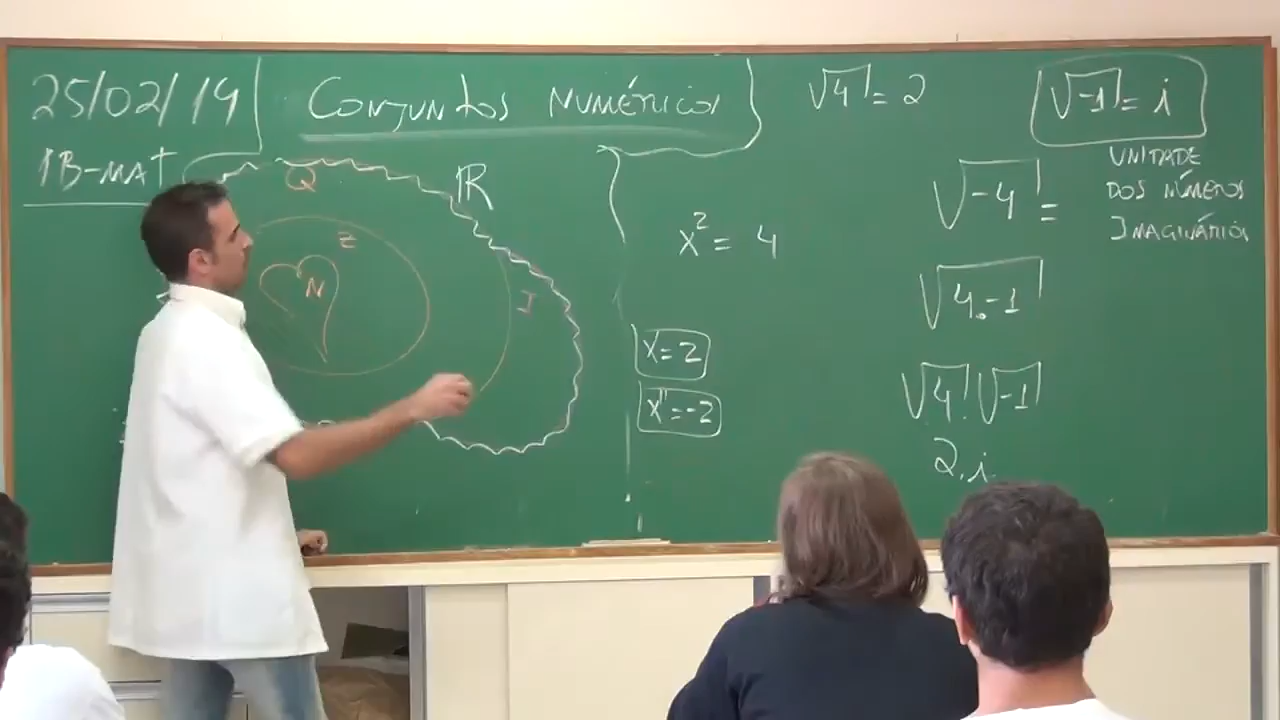 25/02/19
1B-MAT
CONJUNTOS NUMÉRICOS
Q
R
Z
N
I
√4 = 2
x² = 4
x' = 2
x'' = -2
√-1 = i
UNIDADE
DOS NÚMEROS
IMAGINÁRIOS
√-4 =
√4.-1
√4.√-1
2.i